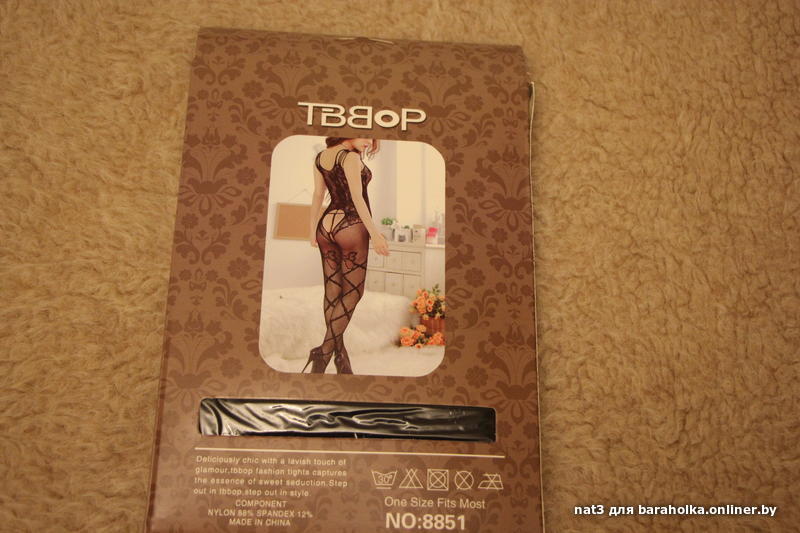 TBBOP
Deliciously chic with a lavish touch of
glamour,tbbop fashion tights captures
the essence of sweet seduction.Step
out in tbbop,step out in style.
COMPONENT
NYLON 88% SPANDEX 12%
MADE IN CHINA
30°
One Size Fits Most
NO:8851
nat3 для baraholka.onliner.by